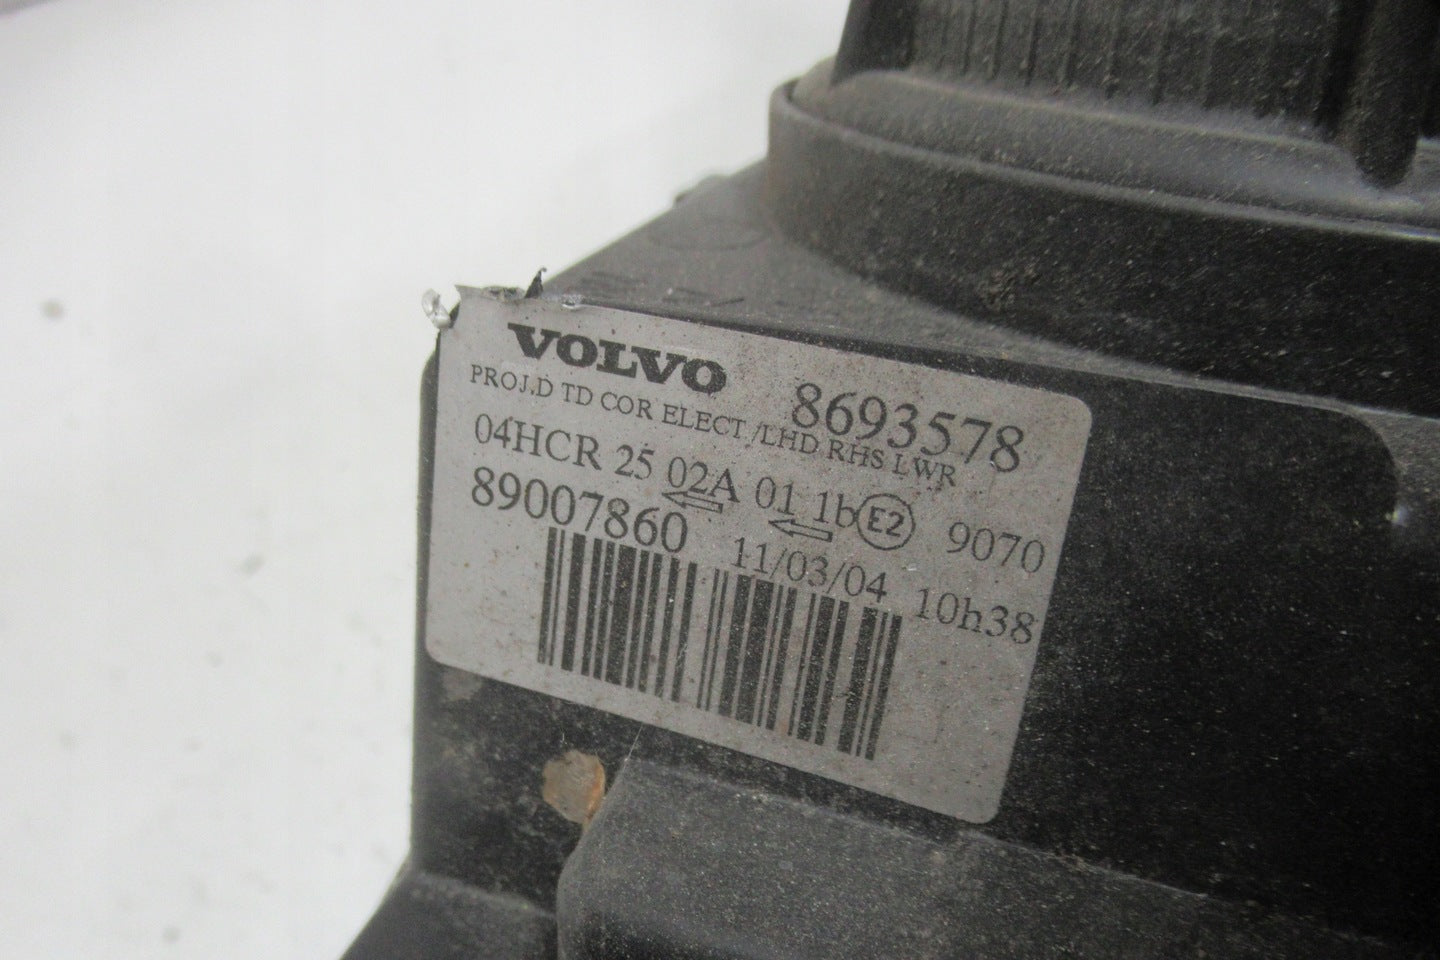 VOLVO 8693578
PROJ.D TD COR ELECT /LHD RHS LWR
04HCR 25 02A 01 1b E2 9070
89007860 11/03/04 10h38